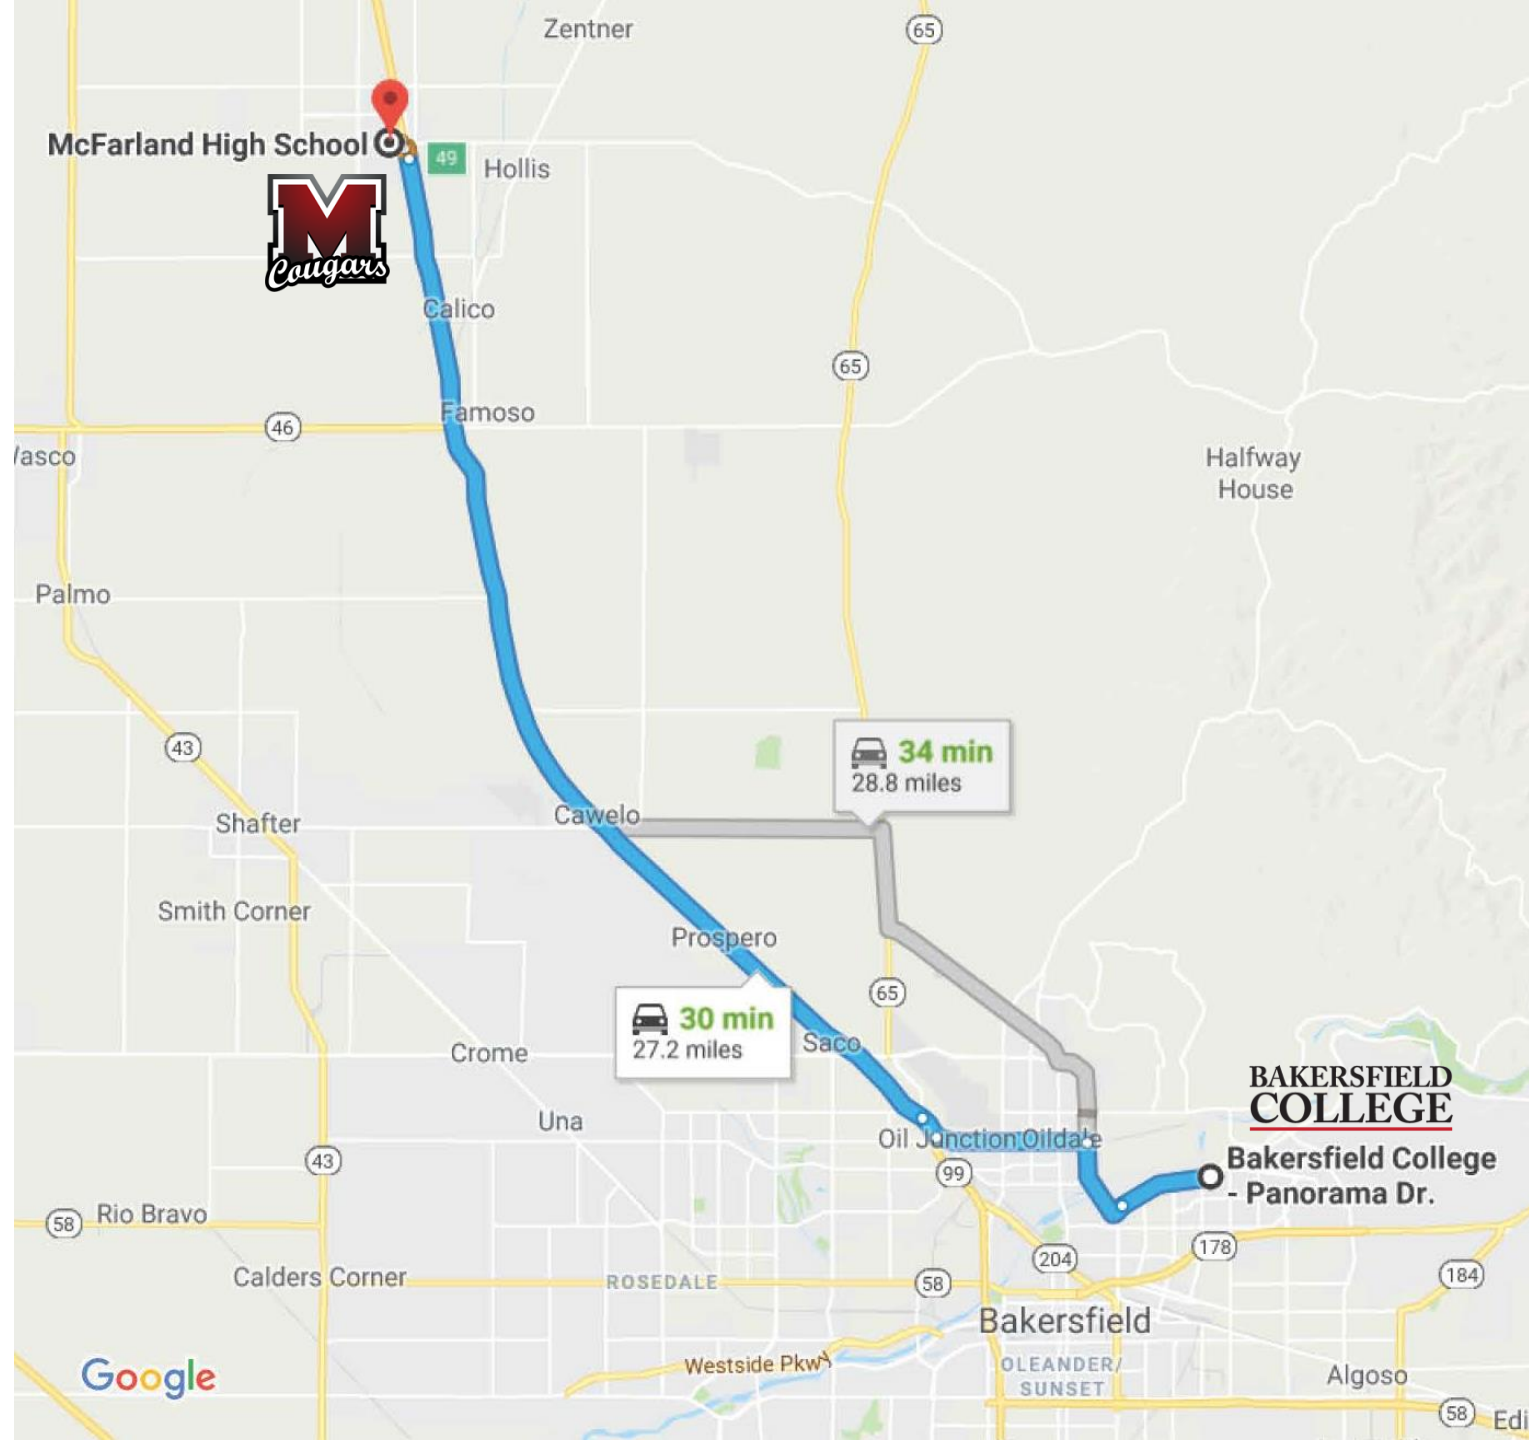 Zentner
65
McFarland High School
49
Hollis
M
Cougars
Calico
65
46
Famoso
Halfway
House
Palmo
43
34 min
28.8 miles
Cawelo
Shafter
Smith Corner
Prospero
65
30 min
27.2 miles
Saco
Crome
BAKERSFIELD
COLLEGE
Una
Oil Junction Oildale
43
99
Bakersfield College
- Panorama Dr.
58
Rio Bravo
178
204
Calders Corner
ROSEDALE
58
184
Bakersfield
Westside Pkwy
OLEANDER/
SUNSET
Google
Algoso
58
Edi